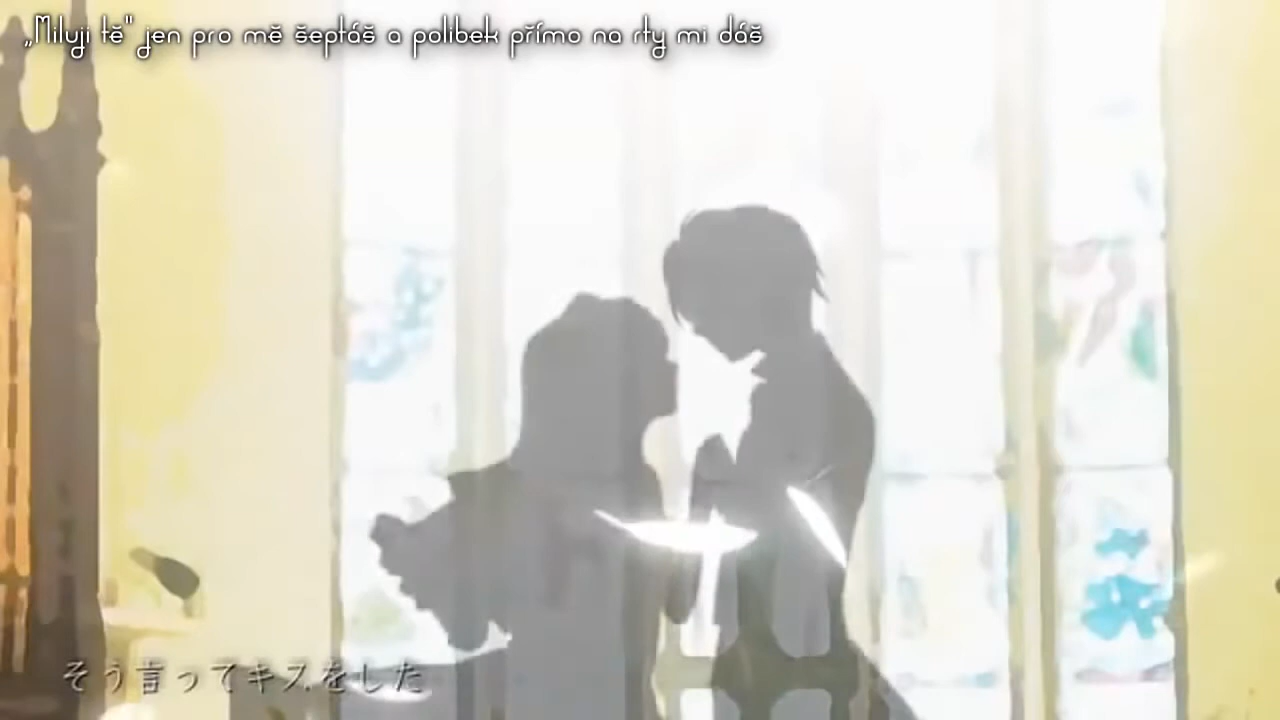 „Miluji tě" jen pro mě šeptáš a polibek přímo na rty mi dáš
そう言ってキスをした